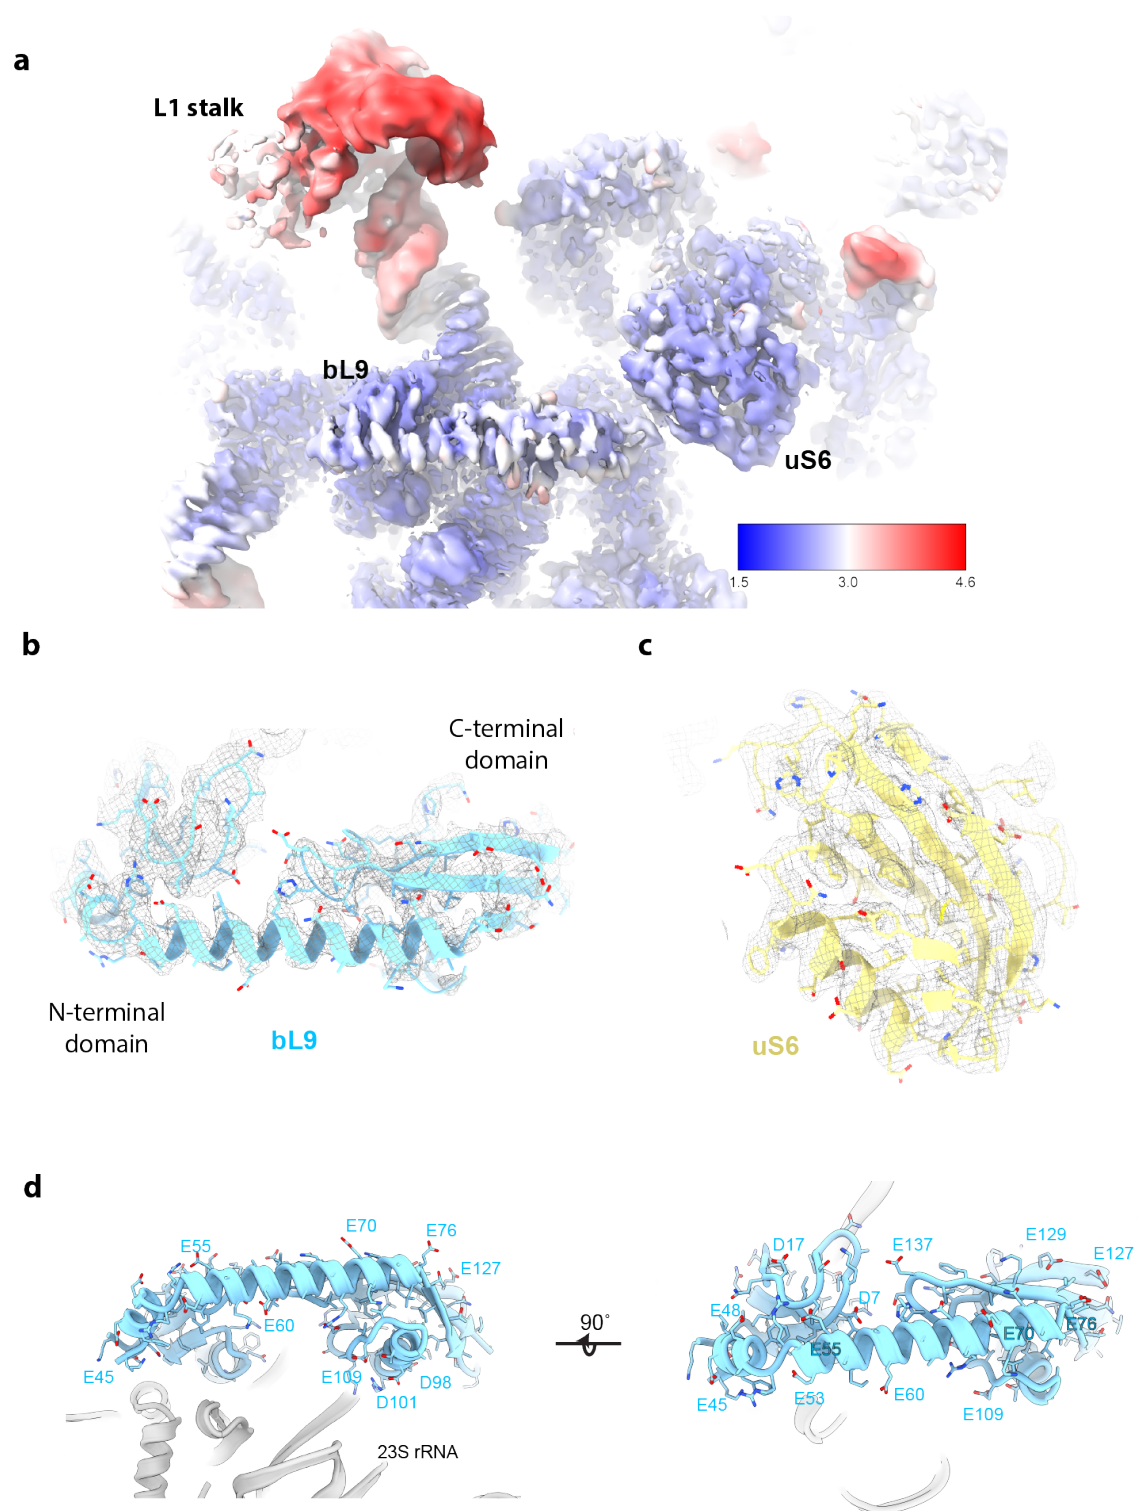 a
L1 stalk
bL9
uS6
1.5
3.0
4.6
b
c
C-terminal
domain
N-terminal
domain
bL9
uS6
d
E55
E70
E76
E127
E60
E45
E109
D98
D101
23S rRNA
90°
D17
E137
E129
E127
E48
D7
E55
E70
E76
E45
E53
E60
E109